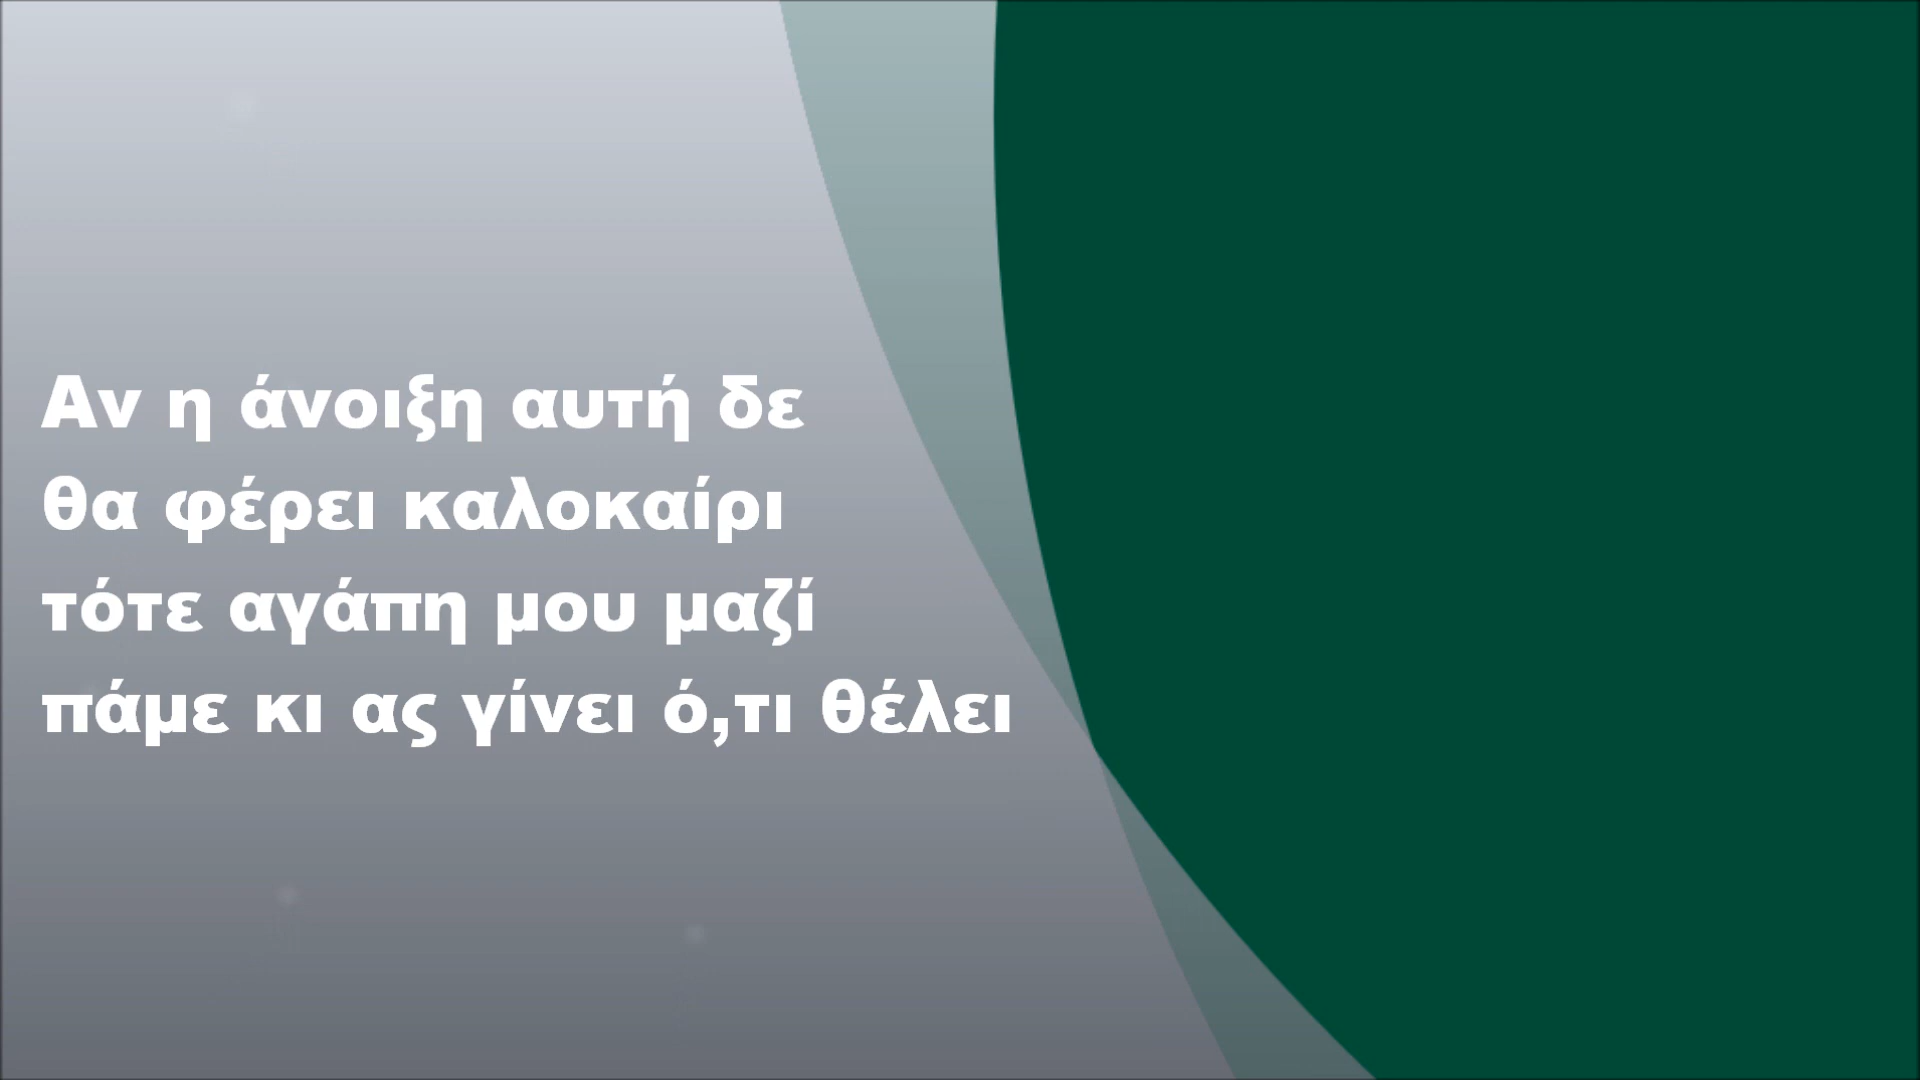 Αν η άνοιξη αυτή δε
θα φέρει καλοκαίρι
τότε αγάπη μου μαζί
πάμε κι ας γίνει ό,τι θέλει